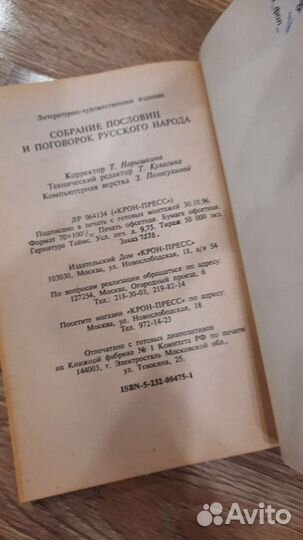 Литературно-художественное издание
СОБРАНИЕ ПОСЛОВИЦ
И ПОГОВОРОК РУССКОГО НАРОДА
Корректор Т. Нарышкина
Технический редактор Т. Кулагина
Компьютерная верстка З. Полосухиной
ЛР 064134 («КРОН-ПРЕСС»)
Подписано в печать с готовых монтажей 30.10.96.
Формат 70×100¹/₃₂. Печать офсетная. Бумага офсетная.
Гарнитура Таймс. Усл. печ. л. 9,75. Тираж 50 000 экз.
Заказ 7536.
Издательский Дом «КРОН-ПРЕСС»
103030, Москва, ул. Новослободская, 18, а/я 54
По вопросам реализации обращаться по адресу:
127254, Москва, Огородный проезд, 6
Тел.: 218-30-03, 219-82-14
Посетите магазин «КРОН-ПРЕСС» по адресу:
Москва, ул. Новослободская, 18
972-14-23
Отпечатано с готовых диапозитивов
на Книжной фабрике № 1 Комитета РФ по печати
144003, г. Электросталь Московской обл.,
ул. Тевосяна, 25.
ISBN-5-232-00475-1
Avito